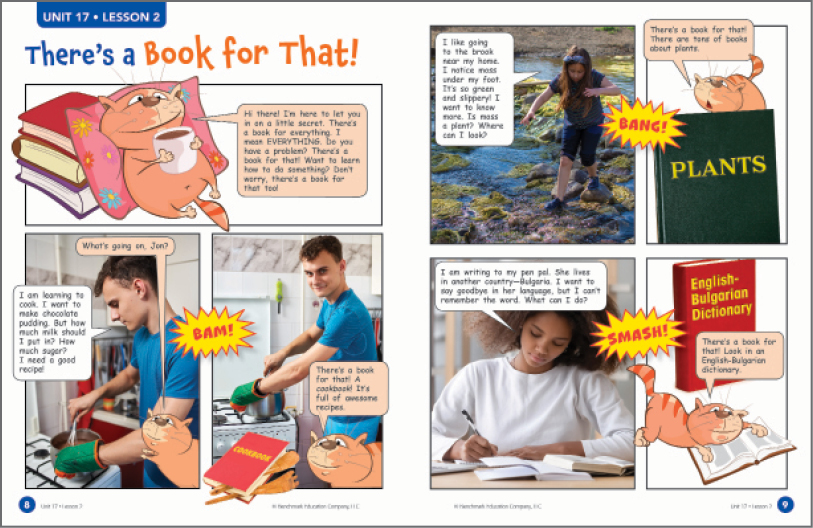 UNIT 17 • LESSON 2
There's a Book for That!
Hi there! I'm here to let you
in on a little secret. There's
a book for everything. I
mean EVERYTHING. Do you
have a problem? There's a
book for that! Want to learn
how to do something? Don't
worry, there's a book for
that too!
What's going on, Jon?
I am learning to
cook. I want to
make chocolate
pudding. But how
much milk should
I put in? How
much sugar?
I need a good
recipe!
BAM!
There's a book
for that! A
cookbook! It's
full of awesome
recipes.
COOKBOOK
8
Unit 17 • Lesson 2
© Benchmark Education Company, LLC
I like going
to the brook
near my home.
I notice moss
under my foot.
It's so green
and slippery! I
want to know
more. Is moss
a plant? Where
can I look?
BANG!
There's a book for that!
There are tons of books
about plants.
PLANTS
I am writing to my pen pal. She lives
in another country—Bulgaria. I want to
say goodbye in her language, but I can't
remember the word. What can I do?
SMASH!
English-
Bulgarian
Dictionary
There's a book for
that! Look in an
English-Bulgarian
dictionary.
© Benchmark Education Company, LLC
Unit 17 • Lesson 2
9